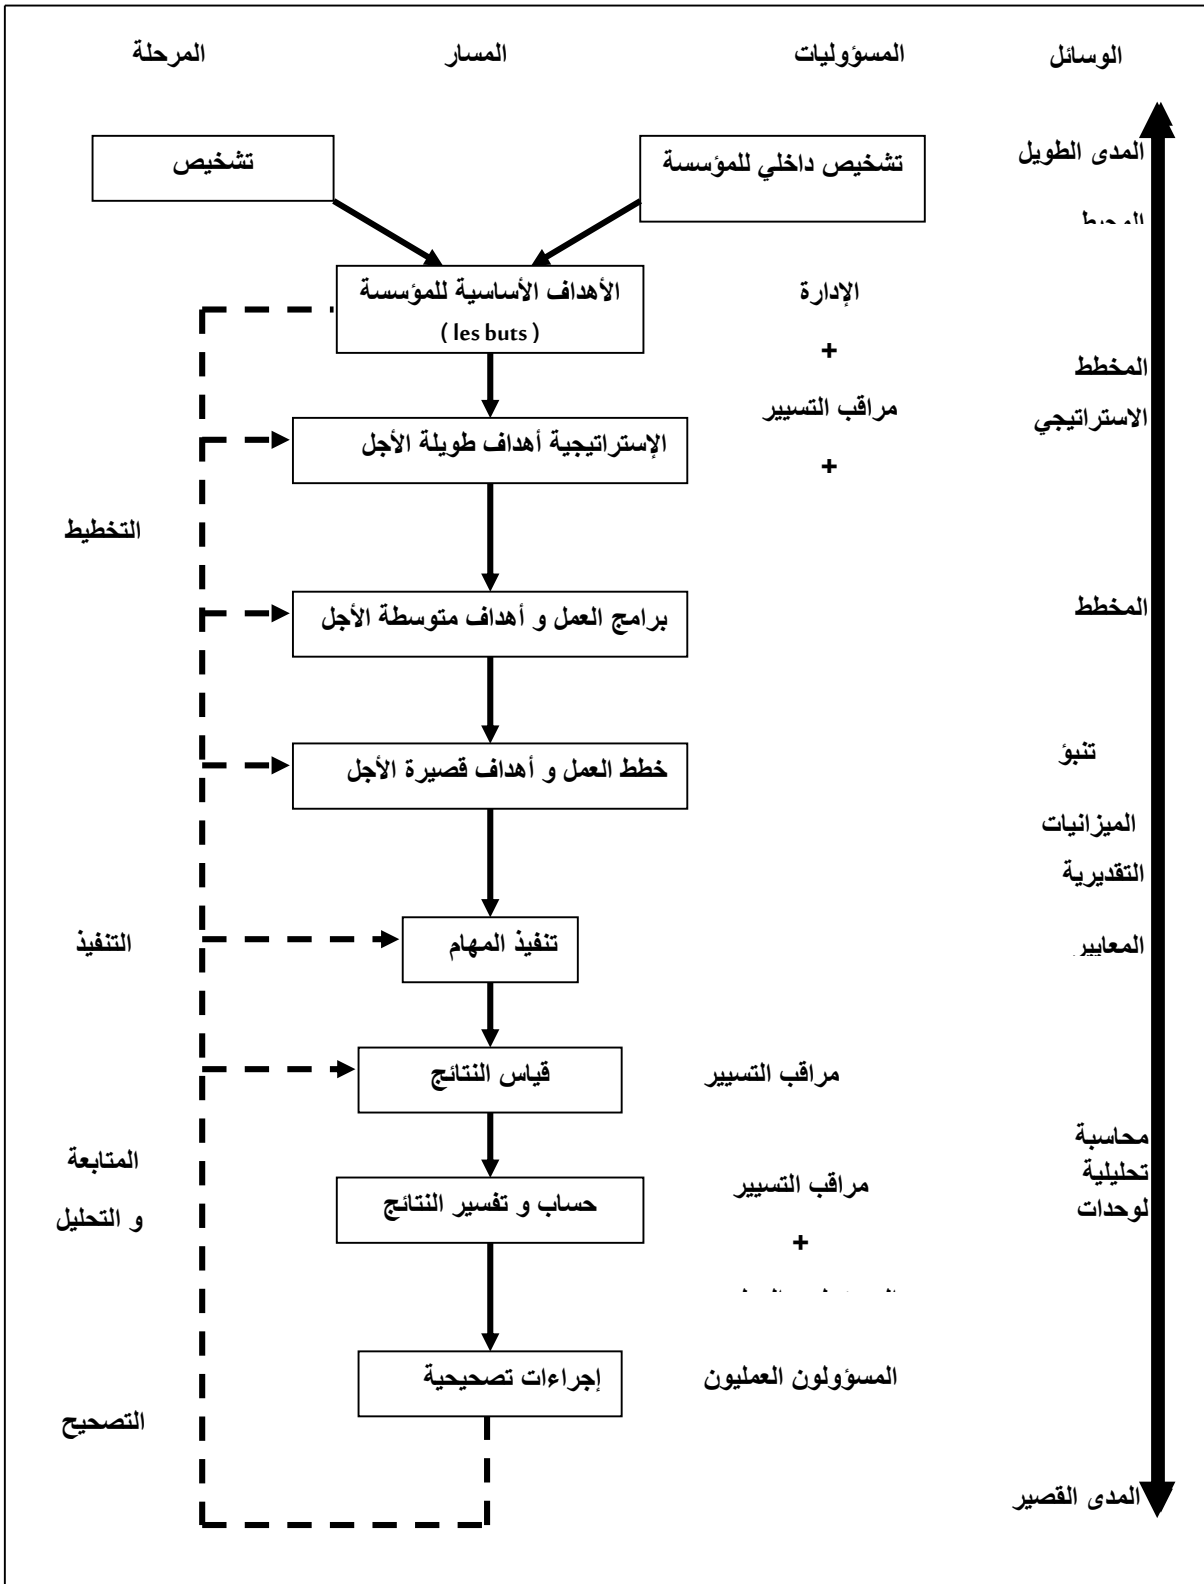 الوسائل المسؤوليات المسار المرحلة
المدى الطويل
تشخيص داخلي للمؤسسة
تشخيص
المحيط
الأهداف الأساسية للمؤسسة
( les buts )
الإدارة
+
مراقب التسيير
+
المخطط
الاستراتيجي
الإستراتيجية أهداف طويلة الأجل
التخطيط
برامج العمل و أهداف متوسطة الأجل
المخطط
خطط العمل و أهداف قصيرة الأجل
تنبؤ
الميزانيات
التقديرية
تنفيذ المهام
التنفيذ
المعايير
قياس النتائج
مراقب التسيير
محاسبة
تحليلية
لوحدات
المتابعة
و التحليل
حساب و تفسير النتائج
مراقب التسيير
+
إجراءات تصحيحية
المسؤولون العمليون
التصحيح
المدى القصير